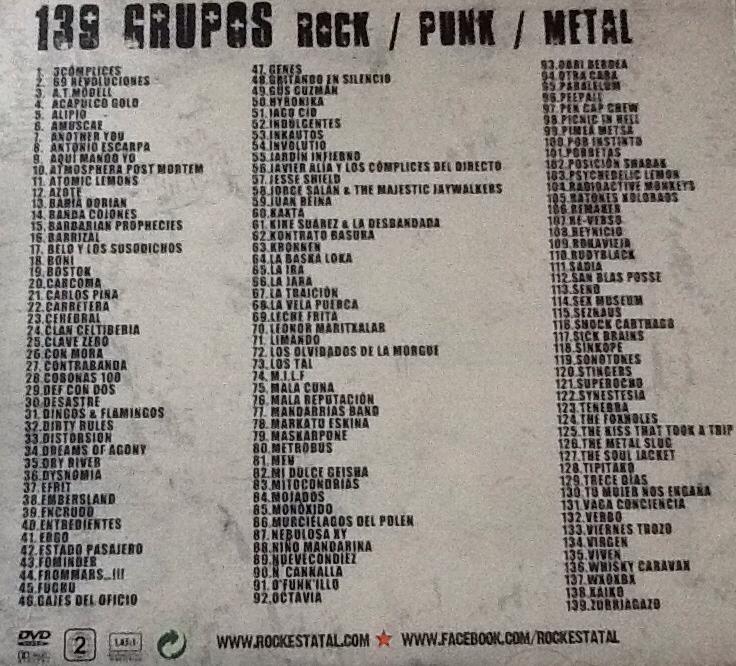 139 GRUPOS ROCK / PUNK / METAL
1. 3CÓMPLICES
2. 69 REVOLUCIONES
3. A.T.MÖDELL
4. ACAPULCO GOLD
5. ALIPIO
6. AMUSCAE
7. ANOTHER YOU
8. ANTONIO ESCARPA
9. AQUÍ MANDO YO
10. ATMOSPHERA POST MORTEM
11. ATOMIC LEMONS
12. AZOTE
13. BAHÍA DORIAN
14. BANDA COJONES
15. BARBARIAN PROPHECIES
16. BARRIZAL
17. BELO Y LOS SUSODICHOS
18. BONI
19. BOSTOK
20. CARCOMA
21. CARLOS PINA
22. CARRETERA
23. CEREBRAL
24. CLAN CELTIBERIA
25. CLAVE ZERO
26. CON MORA
27. CONTRABANDA
28. CORONAS 100
29. DEF CON DOS
30. DESASTRE
31. DINGOS & FLAMINGOS
32. DIRTY RULES
33. DISTORSION
34. DREAMS OF AGONY
35. DRY RIVER
36. DYSNOMIA
37. EFRIT
38. EMBERSLAND
39. ENCRUDO
40. ENTREDIENTES
41. ERGO
42. ESTADO PASAJERO
43. FOMINDER
44. FROMMARS...!!!
45. FUCKU
46. GAJES DEL OFICIO
47. GENES
48. GRITANDO EN SILENCIO
49. GUS GUZMÁN
50. HYRONIKA
51. IAGO CID
52. INDULGENTES
53. INKAUTOS
54. INVOLUTIO
55. JARDÍN INFIERNO
56. JAVIER ALIA Y LOS CÓMPLICES DEL DIRECTO
57. JESSE SHIELD
58. JORGE SALÁN & THE MAJESTIC JAYWALKERS
59. JUAN REINA
60. KAXTA
61. KIKE SUAREZ & LA DESBANDADA
62. KONTRATO BASURA
63. KRONNEN
64. LA BASKA LOKA
65. LA IRA
66. LA JARA
67. LA TRAICIÓN
68. LA VELA PUERCA
69. LECHE FRITA
70. LEONOR MARITXALAR
71. LIMANDO
72. LOS OLVIDADOS DE LA MORGUE
73. LOS TAL
74. M.I.L.F
75. MALA CUNA
76. MALA REPUTACIÓN
77. MANDARRIAS BAND
78. MARKATU ESKINA
79. MASKARPONE
80. METROBUS
81. MEU
82. MI DULCE GEISHA
83. MITOCONDRIAS
84. MOJADOS
85. MONÓXIDO
86. MURCIELAGOS DEL POLEN
87. NEBULOSA XY
88. NIÑO MANDARINA
89. NUEVECONDIEZ
90. N´CANKALLA
91. O'FUNK'ILLO
92. OCTAVIA
93. ORRI BERDEA
94. OTRA CARA
95. PARALELUM
96. PEEPALL
97. PEN CAP CREW
98. PICNIC IN HELL
99. PIMEA METSA
100. POR INSTINTO
101. PORRETAS
102. POSICIÓN SHARAK
103. PSYCHEDELIC LEMON
104. RADIOACTIVE MONKEYS
105. RATONES XOLORAOS
106. REMAKER
107. RE-VERSO
108. REYNICIO
109. ROKAVIEJA
110. RUDYBLACK
111. SADIA
112. SAN BLAS POSSE
113. SEND
114. SEX MUSEUM
115. SEZNAUS
116. SHOCK CARTHAGO
117. SICK BRAINS
118. SINKOPE
119. SONOTONES
120. STINGERS
121. SUPEROCHO
122. SYNESTESIA
123. TENEBRA
124. THE FOXHOLES
125. THE KISS THAT TOOK A TRIP
126. THE METAL SLUG
127. THE SOUL JACKET
128. TIPITAKO
129. TRECE DÍAS
130. TU MUJER NOS ENGAÑA
131. VAGA CONCIENCIA
132. VERBO
133. VIERNES TROZO
134. VIRGEN
135. VIVEN
136. WHISKY CARAVAN
137. WXOXBX
138. XAIKO
139. ZURRIAGAZO
DVD 2 WWW.ROCKESTATAL.COM WWW.FACEBOOK.COM/ROCKESTATAL